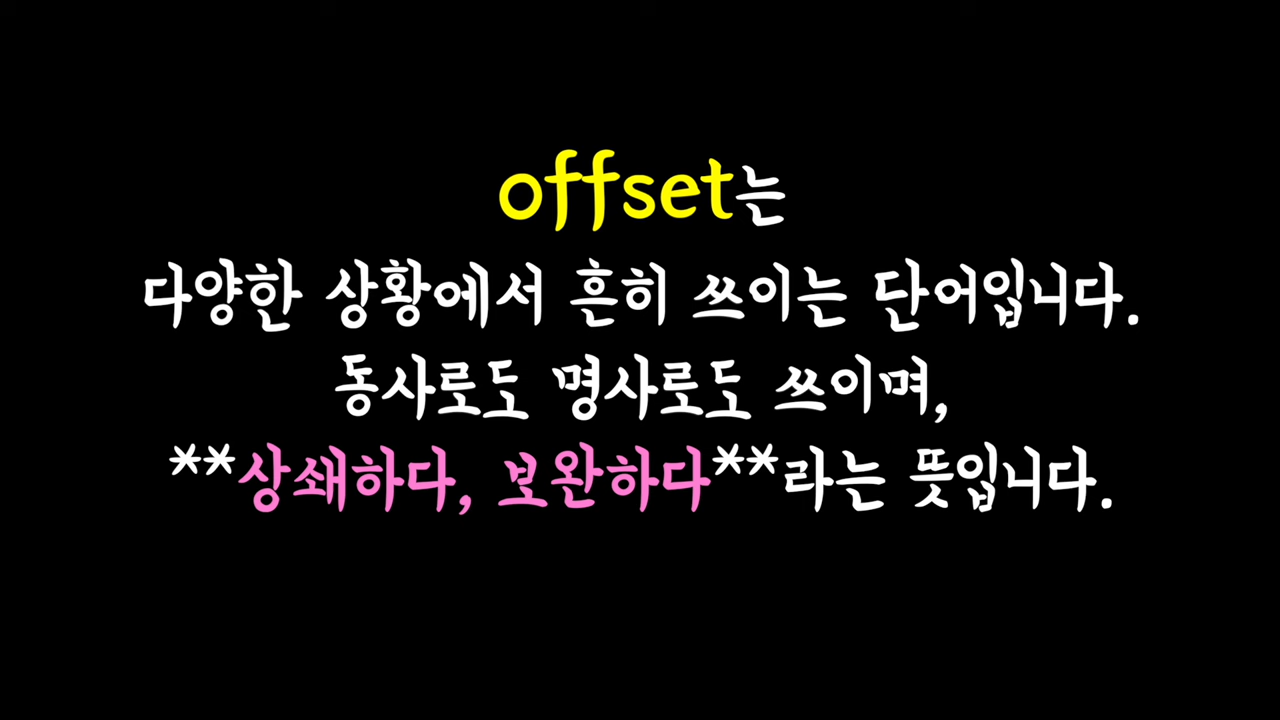 offset는
다양한 상황에서 흔히 쓰이는 단어입니다.
동사로도 명사로도 쓰이며,
**상쇄하다, 보완하다**라는 뜻입니다.